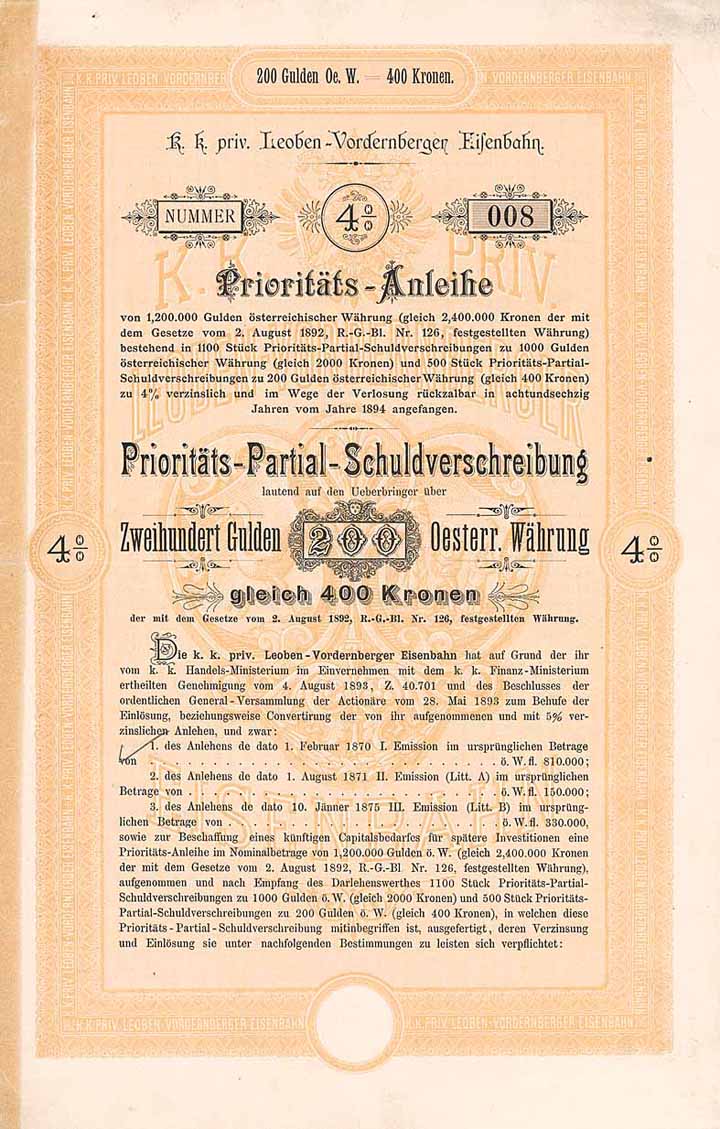 200 Gulden Oe. W. = 400 Kronen.
K. k. priv. Leoben-Vordernberger Eisenbahn.
NUMMER 4% 008
Prioritäts-Anleihe
von 1,200.000 Gulden österreichischer Währung (gleich 2,400.000 Kronen der mit
dem Gesetze vom 2. August 1892, R.-G.-Bl. Nr. 126, festgestellten Währung)
bestehend in 1100 Stück Prioritäts-Partial-Schuldverschreibungen zu 1000 Gulden
österreichischer Währung (gleich 2000 Kronen) und 500 Stück Prioritäts-Partial-
Schuldverschreibungen zu 200 Gulden österreichischer Währung (gleich 400 Kronen)
zu 4% verzinslich und im Wege der Verlosung rückzalbar in achtundsechzig
Jahren vom Jahre 1894 angefangen.
Prioritäts-Partial-Schuldverschreibung
lautend auf den Ueberbringer über
4% Zweihundert Gulden 200 Oesterr. Währung 4%
gleich 400 Kronen
der mit dem Gesetze vom 2. August 1892, R.-G.-Bl. Nr. 126, festgestellten Währung.
Die k. k. priv. Leoben-Vordernberger Eisenbahn hat auf Grund der ihr
vom k. k. Handels-Ministerium im Einvernehmen mit dem k. k. Finanz-Ministerium
ertheilten Genehmigung vom 4. August 1893, Z. 40.701 und des Beschlusses der
ordentlichen General-Versammlung der Actionäre vom 28. Mai 1893 zum Behufe der
Einlösung, beziehungsweise Convertirung der von ihr aufgenommenen und mit 5% ver-
zinslichen Anlehen, und zwar:
1. des Anlehens de dato 1. Februar 1870 I. Emission im ursprünglichen Betrage
von . . . . . . . . . . . . . . . . . . . . . . . . ö. W. fl. 810.000;
2. des Anlehens de dato 1. August 1871 II. Emission (Litt. A) im ursprünglichen
Betrage von . . . . . . . . . . . . . . . . . . . . . ö. W. fl. 150.000;
3. des Anlehens de dato 10. Jänner 1875 III. Emission (Litt. B) im ursprüng-
lichen Betrage von . . . . . . . . . . . . . . . . . . ö. W. fl. 330.000,
sowie zur Beschaffung eines künftigen Capitalsbedarfes für spätere Investitionen eine
Prioritäts-Anleihe im Nominalbetrage von 1,200.000 Gulden ö. W. (gleich 2,400.000 Kronen
der mit dem Gesetze vom 2. August 1892, R.-G.-Bl. Nr. 126, festgestellten Währung),
aufgenommen und nach Empfang des Darlehenswerthes 1100 Stück Prioritäts-Partial-
Schuldverschreibungen zu 1000 Gulden ö. W. (gleich 2000 Kronen) und 500 Stück Prioritäts-
Partial-Schuldverschreibungen zu 200 Gulden ö. W. (gleich 400 Kronen), in welchen diese
Prioritäts-Partial-Schuldverschreibung mitinbegriffen ist, ausgefertigt, deren Verzinsung
und Einlösung sie unter nachfolgenden Bestimmungen zu leisten sich verpflichtet:
K. K. PRIV. LEOBEN-VORDERNBERGER EISENBAHN